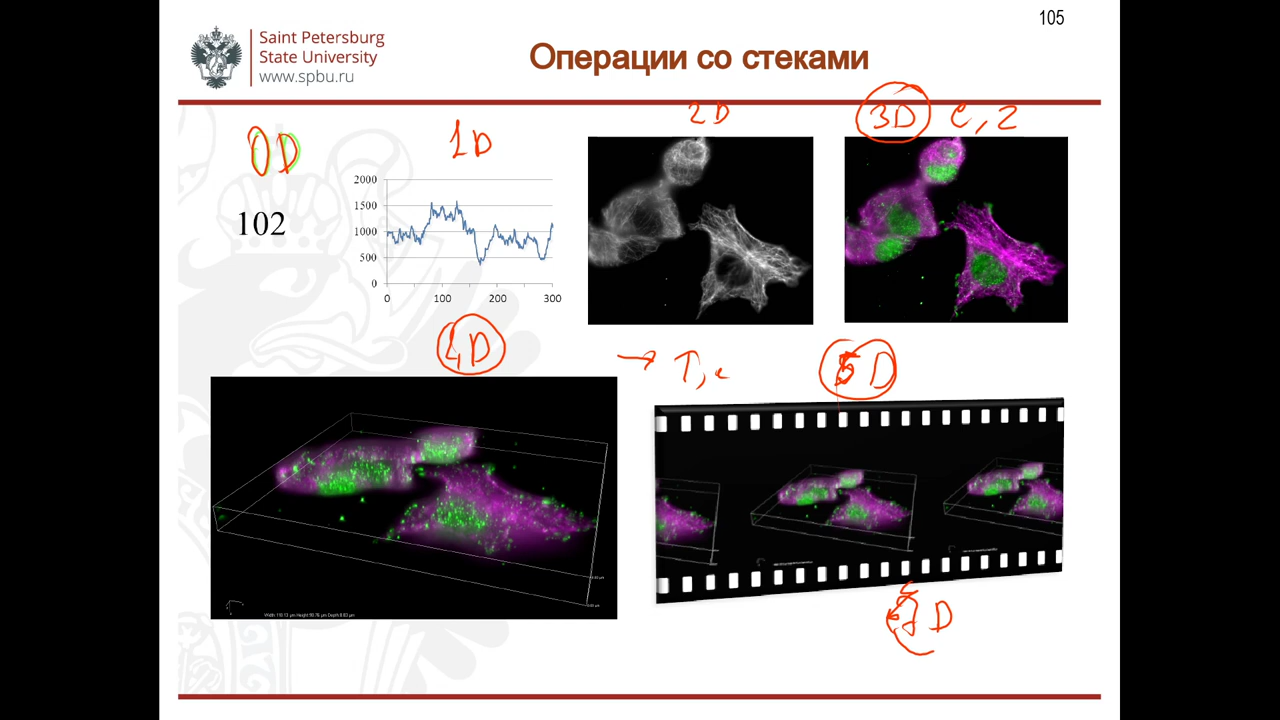 105
Saint Petersburg
State University
www.spbu.ru
Операции со стеками
0D
1D
2D
3D c, z
102
2000
1500
1000
500
0
0 100 200 300
4D
→ T, c
5D
D